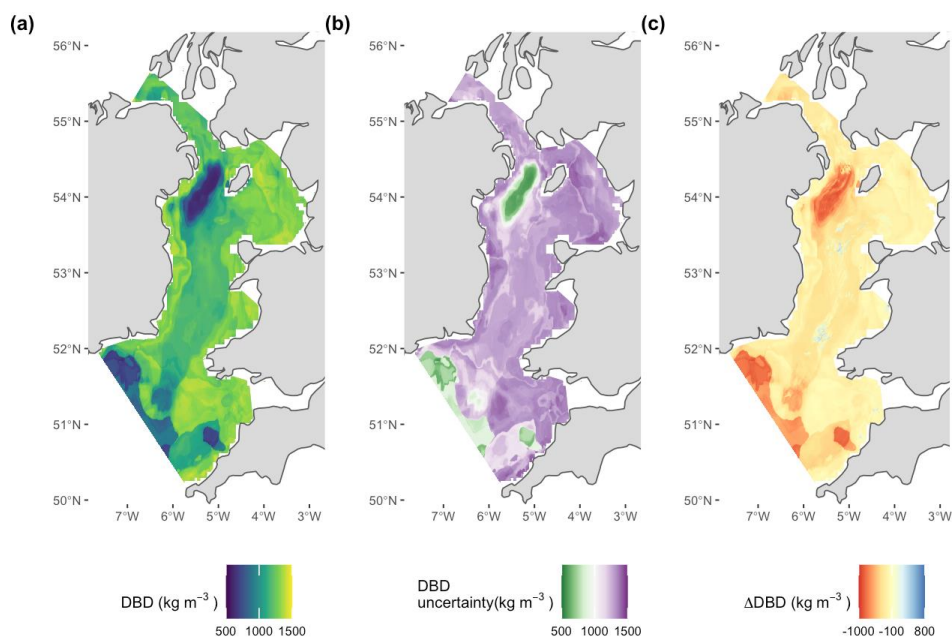 (a) (b) (c)
56°N 56°N 56°N
55°N 55°N 55°N
54°N 54°N 54°N
53°N 53°N 53°N
52°N 52°N 52°N
51°N 51°N 51°N
50°N 50°N 50°N
7°W 6°W 5°W 4°W 3°W 7°W 6°W 5°W 4°W 3°W 7°W 6°W 5°W 4°W 3°W
DBD (kg m⁻³ )
500 1000 1500
DBD
uncertainty(kg m⁻³ )
500 1000 1500
ΔDBD (kg m⁻³ )
-1000 -100 800